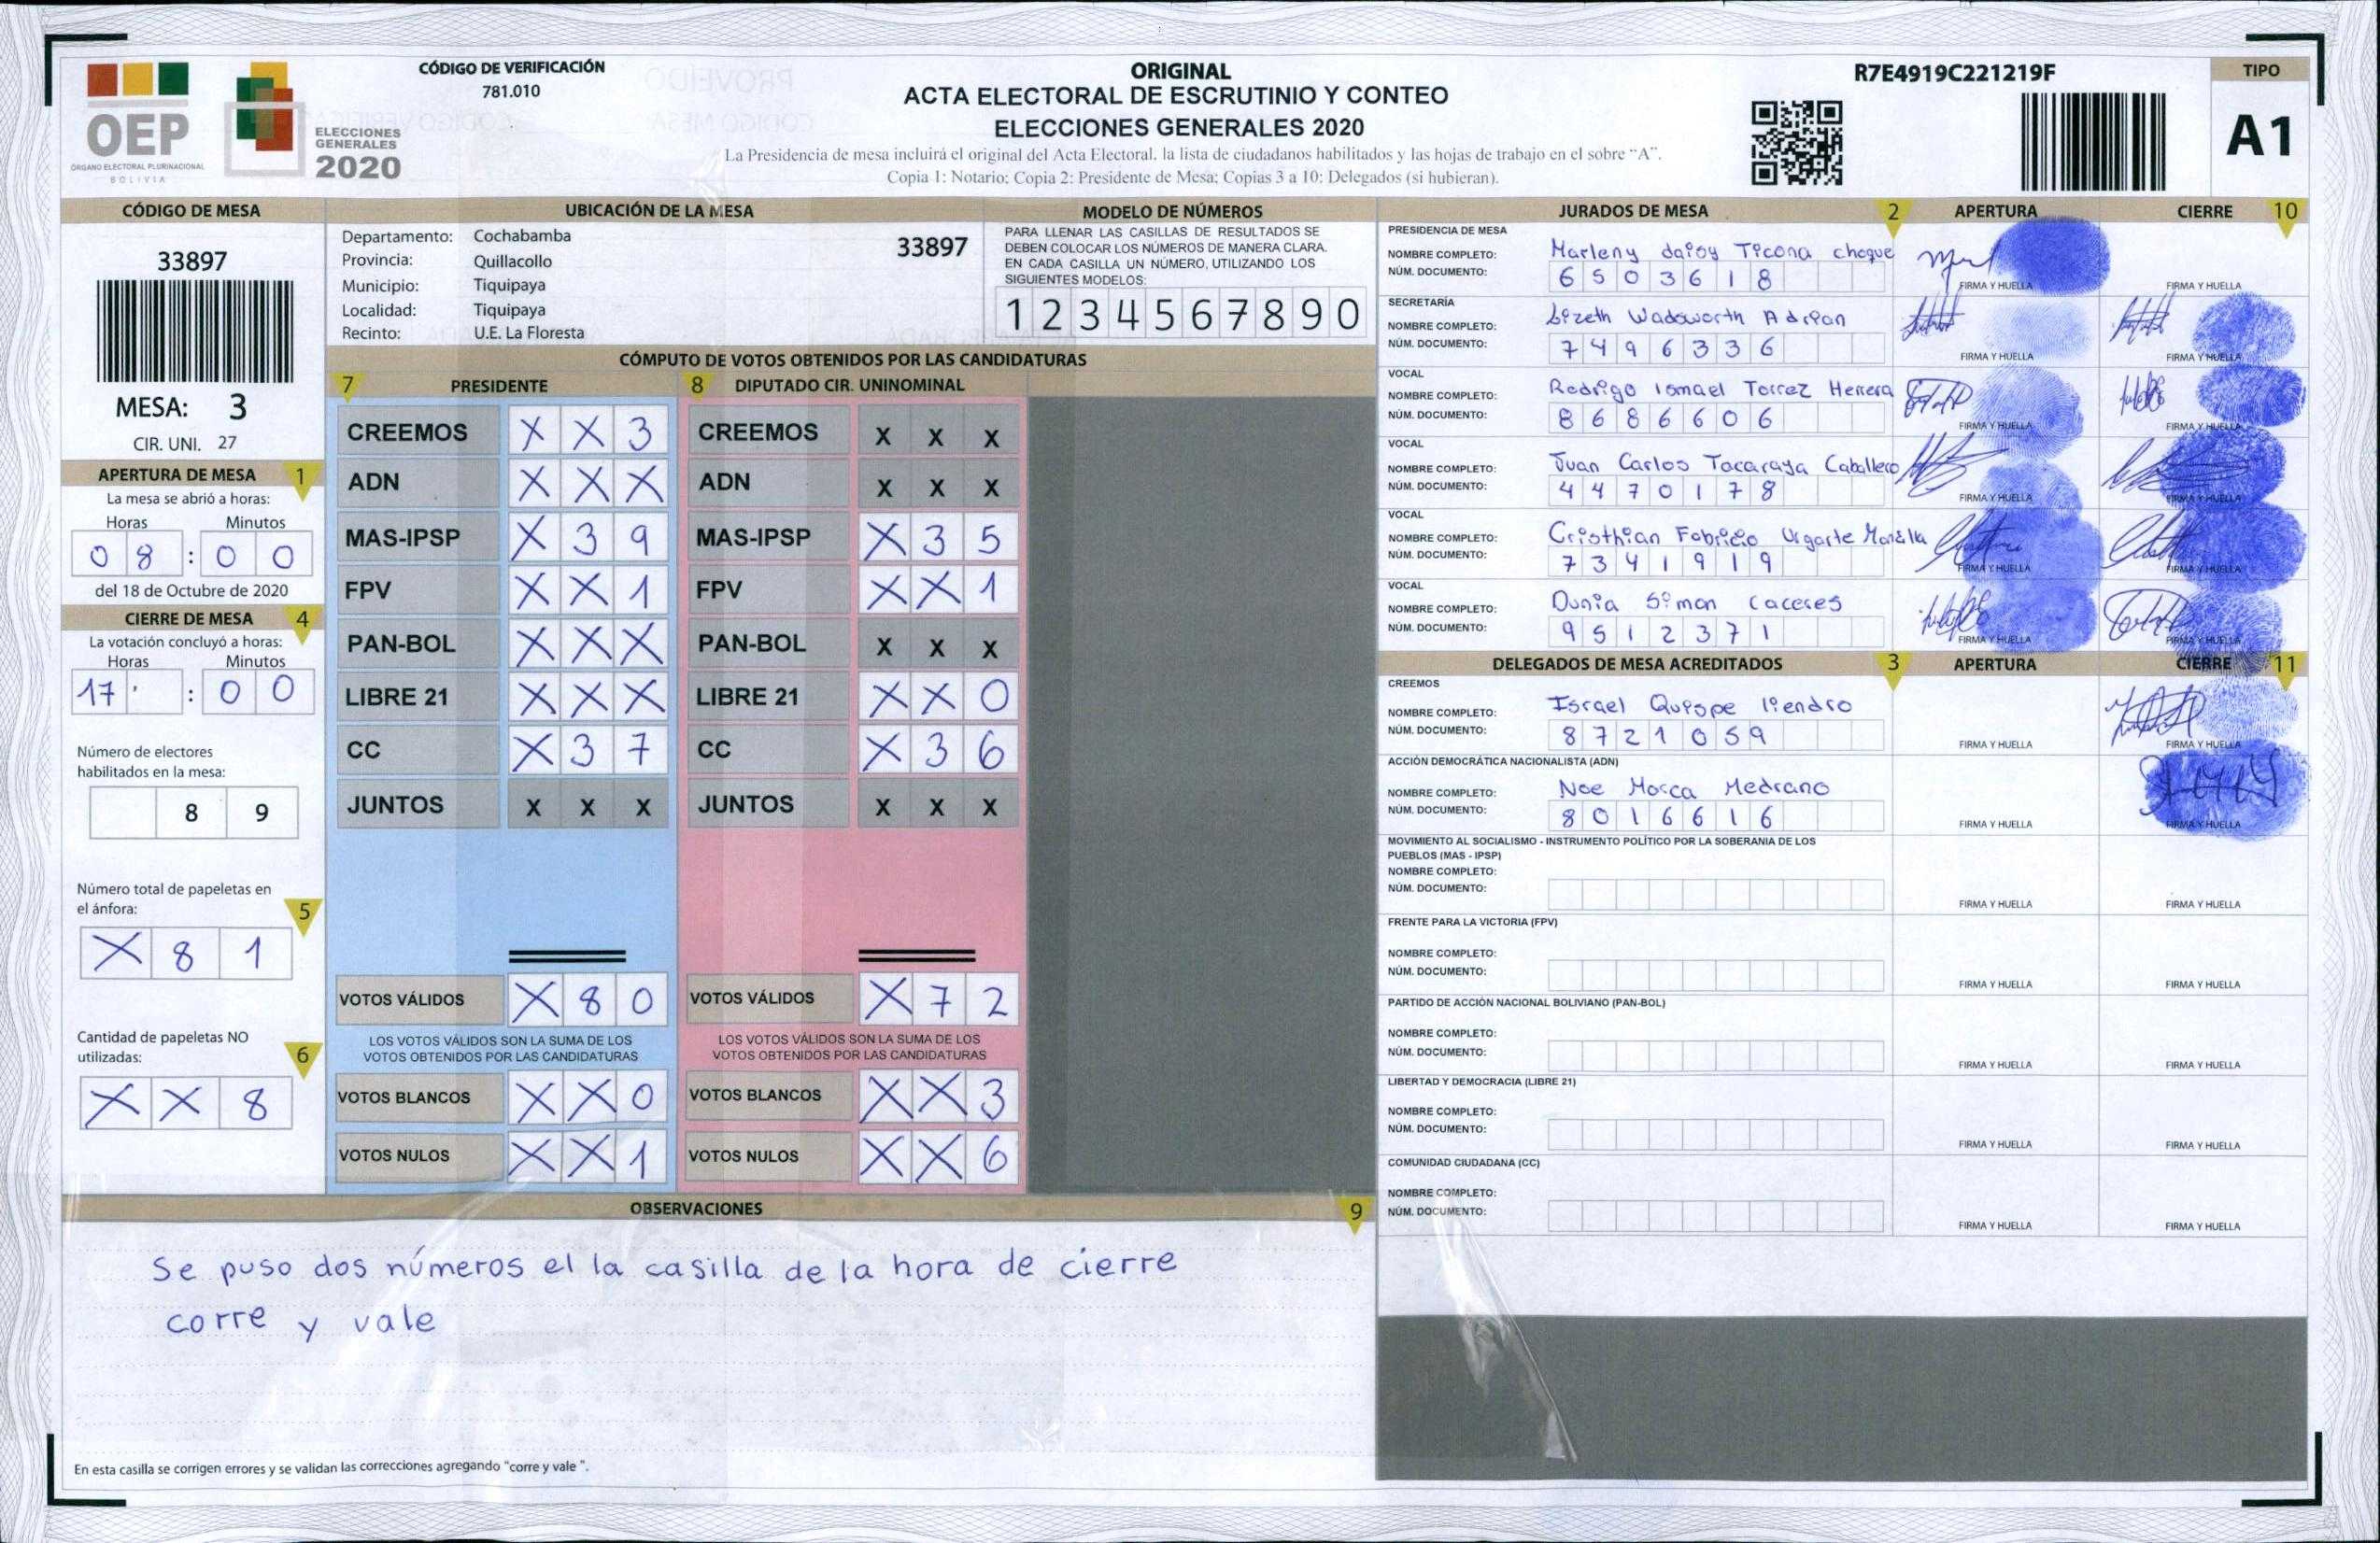 OEP
ÓRGANO ELECTORAL PLURINACIONAL
BOLIVIA
ELECCIONES
GENERALES
2020
CÓDIGO DE VERIFICACIÓN
781.010
ORIGINAL
ACTA ELECTORAL DE ESCRUTINIO Y CONTEO
ELECCIONES GENERALES 2020
La Presidencia de mesa incluirá el original del Acta Electoral, la lista de ciudadanos habilitados y las hojas de trabajo en el sobre "A".
Copia 1: Notario; Copia 2: Presidente de Mesa; Copias 3 a 10: Delegados (si hubieran).
R7E4919C221219F
TIPO
A1
CÓDIGO DE MESA
33897
MESA: 3
CIR. UNI. 27
APERTURA DE MESA 1
La mesa se abrió a horas:
Horas Minutos
0 8 : 0 0
del 18 de Octubre de 2020
CIERRE DE MESA 4
La votación concluyó a horas:
Horas Minutos
17 : 0 0
Número de electores
habilitados en la mesa:
8 9
Número total de papeletas en
el ánfora: 5
X 8 1
Cantidad de papeletas NO
utilizadas: 6
X X 8
UBICACIÓN DE LA MESA
Departamento: Cochabamba 33897
Provincia: Quillacollo
Municipio: Tiquipaya
Localidad: Tiquipaya
Recinto: U.E. La Floresta
MODELO DE NÚMEROS
PARA LLENAR LAS CASILLAS DE RESULTADOS SE
DEBEN COLOCAR LOS NÚMEROS DE MANERA CLARA.
EN CADA CASILLA UN NÚMERO, UTILIZANDO LOS
SIGUIENTES MODELOS:
1 2 3 4 5 6 7 8 9 0
CÓMPUTO DE VOTOS OBTENIDOS POR LAS CANDIDATURAS
7 PRESIDENTE 8 DIPUTADO CIR. UNINOMINAL
CREEMOS X X 3 CREEMOS X X X
ADN X X X ADN X X X
MAS-IPSP X 3 9 MAS-IPSP X 3 5
FPV X X 1 FPV X X 1
PAN-BOL X X X PAN-BOL X X X
LIBRE 21 X X X LIBRE 21 X X 0
CC X 3 7 CC X 3 6
JUNTOS X X X JUNTOS X X X
VOTOS VÁLIDOS X 8 0 VOTOS VÁLIDOS X 7 2
LOS VOTOS VÁLIDOS SON LA SUMA DE LOS LOS VOTOS VÁLIDOS SON LA SUMA DE LOS
VOTOS OBTENIDOS POR LAS CANDIDATURAS VOTOS OBTENIDOS POR LAS CANDIDATURAS
VOTOS BLANCOS X X 0 VOTOS BLANCOS X X 3
VOTOS NULOS X X 1 VOTOS NULOS X X 6
OBSERVACIONES 9
Se puso dos números el la casilla de la hora de cierre
corre y vale
En esta casilla se corrigen errores y se validan las correcciones agregando "corre y vale ".
JURADOS DE MESA 2 APERTURA CIERRE 10
PRESIDENCIA DE MESA
NOMBRE COMPLETO: Marleny daisy Ticona choque
NÚM. DOCUMENTO: 6 5 0 3 6 1 8
FIRMA Y HUELLA FIRMA Y HUELLA
SECRETARÍA
NOMBRE COMPLETO: Lizeth Wadsworth Adrian
NÚM. DOCUMENTO: 7 4 9 6 3 3 6
FIRMA Y HUELLA FIRMA Y HUELLA
VOCAL
NOMBRE COMPLETO: Rodrigo Ismael Torrez Herrera
NÚM. DOCUMENTO: 8 6 8 6 6 0 6
FIRMA Y HUELLA FIRMA Y HUELLA
VOCAL
NOMBRE COMPLETO: Juan Carlos Tacaraya Caballero
NÚM. DOCUMENTO: 4 4 7 0 1 7 8
FIRMA Y HUELLA FIRMA Y HUELLA
VOCAL
NOMBRE COMPLETO: Cristhian Fabricio Ugarte
NÚM. DOCUMENTO: 7 3 4 1 9 1 9
FIRMA Y HUELLA FIRMA Y HUELLA
VOCAL
NOMBRE COMPLETO: Dunia Simon Caceres
NÚM. DOCUMENTO: 9 5 1 2 3 7 1
FIRMA Y HUELLA FIRMA Y HUELLA
DELEGADOS DE MESA ACREDITADOS 3 APERTURA CIERRE 11
CREEMOS
NOMBRE COMPLETO: Israel Quispe liendro
NÚM. DOCUMENTO: 8 7 2 1 0 5 9
FIRMA Y HUELLA FIRMA Y HUELLA
ACCIÓN DEMOCRÁTICA NACIONALISTA (ADN)
NOMBRE COMPLETO: Noe Medrano
NÚM. DOCUMENTO: 8 0 1 6 6 1 6
FIRMA Y HUELLA FIRMA Y HUELLA
MOVIMIENTO AL SOCIALISMO - INSTRUMENTO POLÍTICO POR LA SOBERANIA DE LOS
PUEBLOS (MAS - IPSP)
NOMBRE COMPLETO:
NÚM. DOCUMENTO:
FIRMA Y HUELLA FIRMA Y HUELLA
FRENTE PARA LA VICTORIA (FPV)
NOMBRE COMPLETO:
NÚM. DOCUMENTO:
FIRMA Y HUELLA FIRMA Y HUELLA
PARTIDO DE ACCIÓN NACIONAL BOLIVIANO (PAN-BOL)
NOMBRE COMPLETO:
NÚM. DOCUMENTO:
FIRMA Y HUELLA FIRMA Y HUELLA
LIBERTAD Y DEMOCRACIA (LIBRE 21)
NOMBRE COMPLETO:
NÚM. DOCUMENTO:
FIRMA Y HUELLA FIRMA Y HUELLA
COMUNIDAD CIUDADANA (CC)
NOMBRE COMPLETO:
NÚM. DOCUMENTO:
FIRMA Y HUELLA FIRMA Y HUELLA